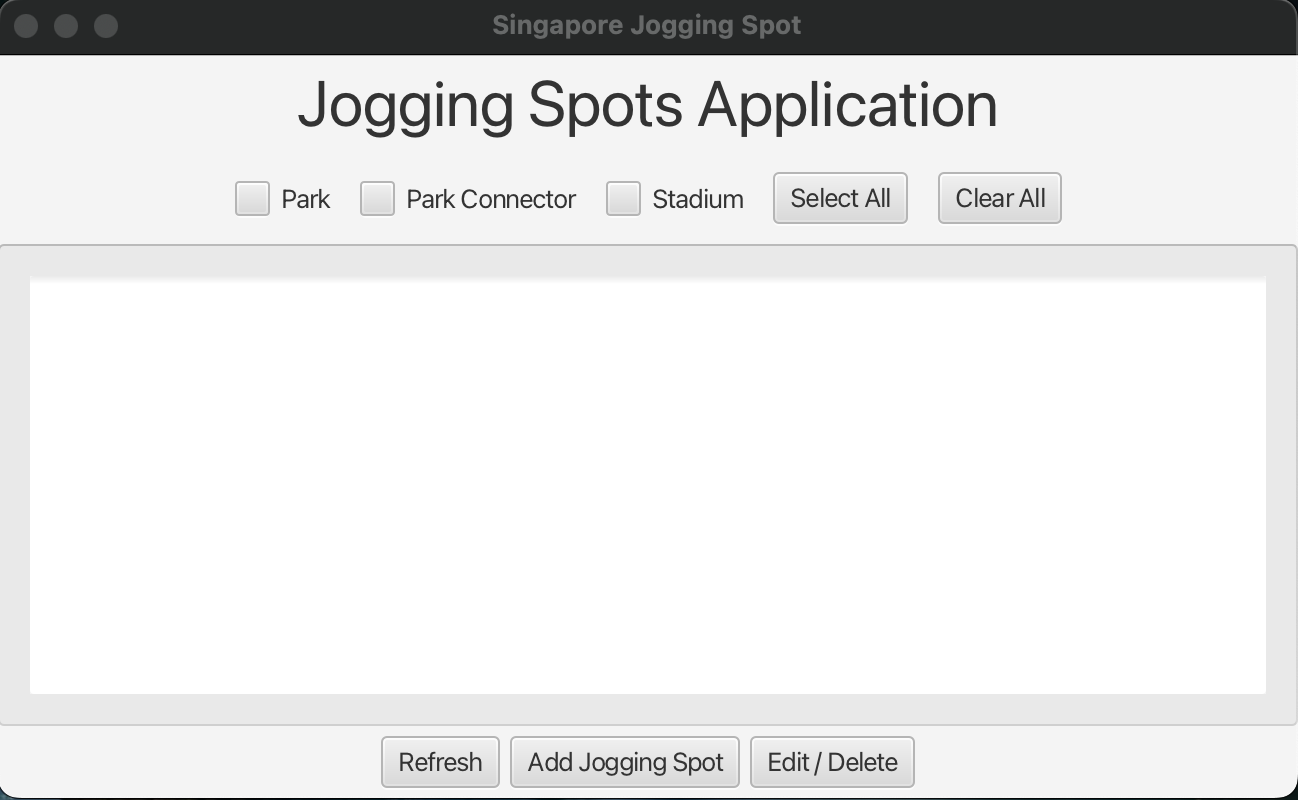 Singapore Jogging Spot
Jogging Spots Application
Park Park Connector Stadium Select All Clear All
Refresh Add Jogging Spot Edit / Delete